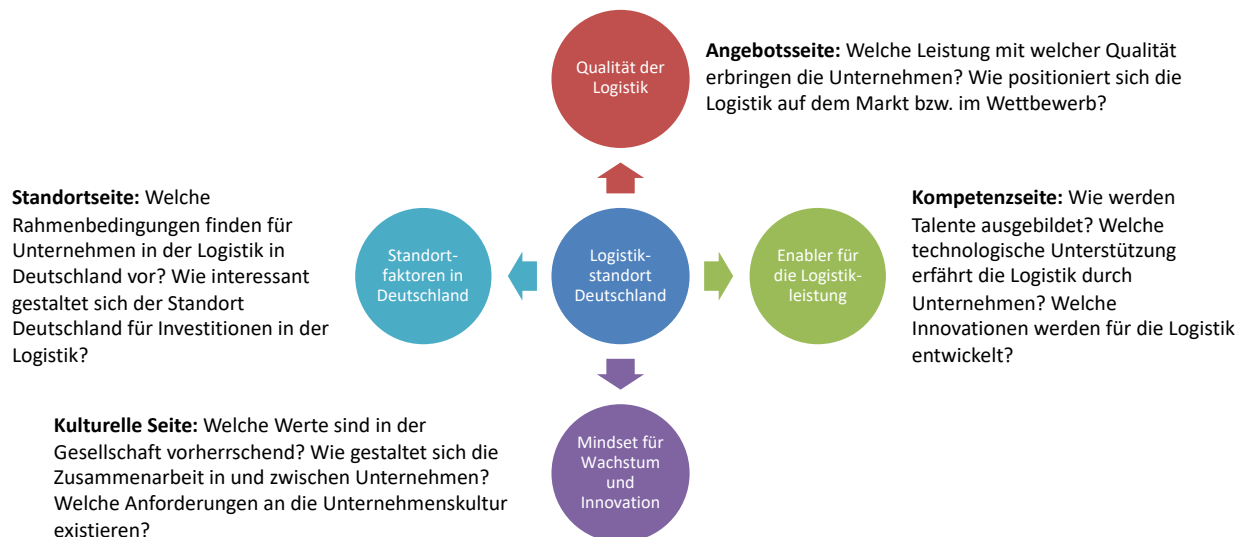 Qualität der
Logistik
Angebotsseite: Welche Leistung mit welcher Qualität
erbringen die Unternehmen? Wie positioniert sich die
Logistik auf dem Markt bzw. im Wettbewerb?
Standortseite: Welche
Rahmenbedingungen finden für
Unternehmen in der Logistik in
Deutschland vor? Wie interessant
gestaltet sich der Standort
Deutschland für Investitionen in der
Logistik?
Standort-
faktoren in
Deutschland
Logistik-
standort
Deutschland
Enabler für
die Logistik-
leistung
Kompetenzseite: Wie werden
Talente ausgebildet? Welche
technologische Unterstützung
erfährt die Logistik durch
Unternehmen? Welche
Innovationen werden für die Logistik
entwickelt?
Kulturelle Seite: Welche Werte sind in der
Gesellschaft vorherrschend? Wie gestaltet sich die
Zusammenarbeit in und zwischen Unternehmen?
Welche Anforderungen an die Unternehmenskultur
existieren?
Mindset für
Wachstum
und
Innovation